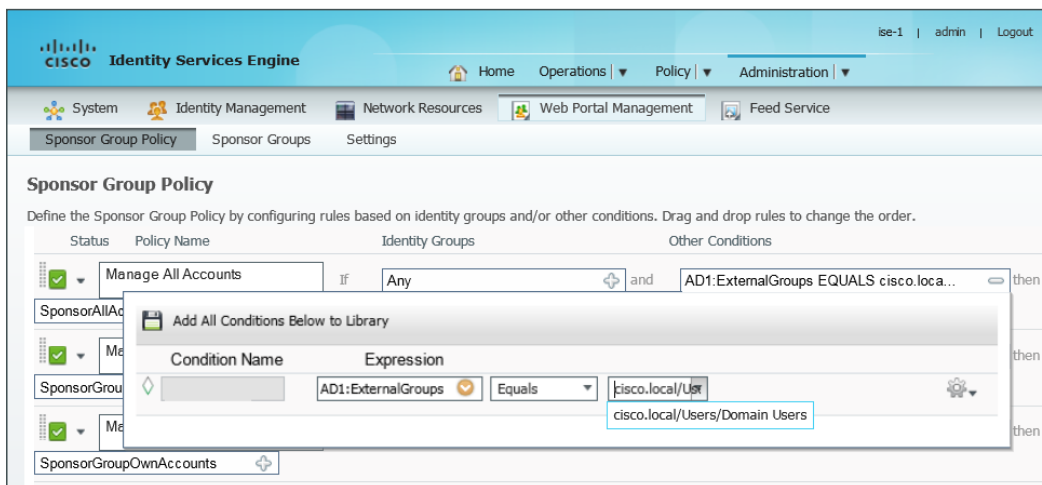 ise-1 | admin | Logout
CISCO Identity Services Engine
Home Operations Policy Administration
System Identity Management Network Resources Web Portal Management Feed Service
Sponsor Group Policy Sponsor Groups Settings
Sponsor Group Policy
Define the Sponsor Group Policy by configuring rules based on identity groups and/or other conditions. Drag and drop rules to change the order.
Status Policy Name Identity Groups Other Conditions
Manage All Accounts If Any and AD1:ExternalGroups EQUALS cisco.loca... then
SponsorAllAc
Add All Conditions Below to Library
Condition Name Expression
Ma then
SponsorGrou AD1:ExternalGroups Equals cisco.local/Us
cisco.local/Users/Domain Users
Ma then
SponsorGroupOwnAccounts